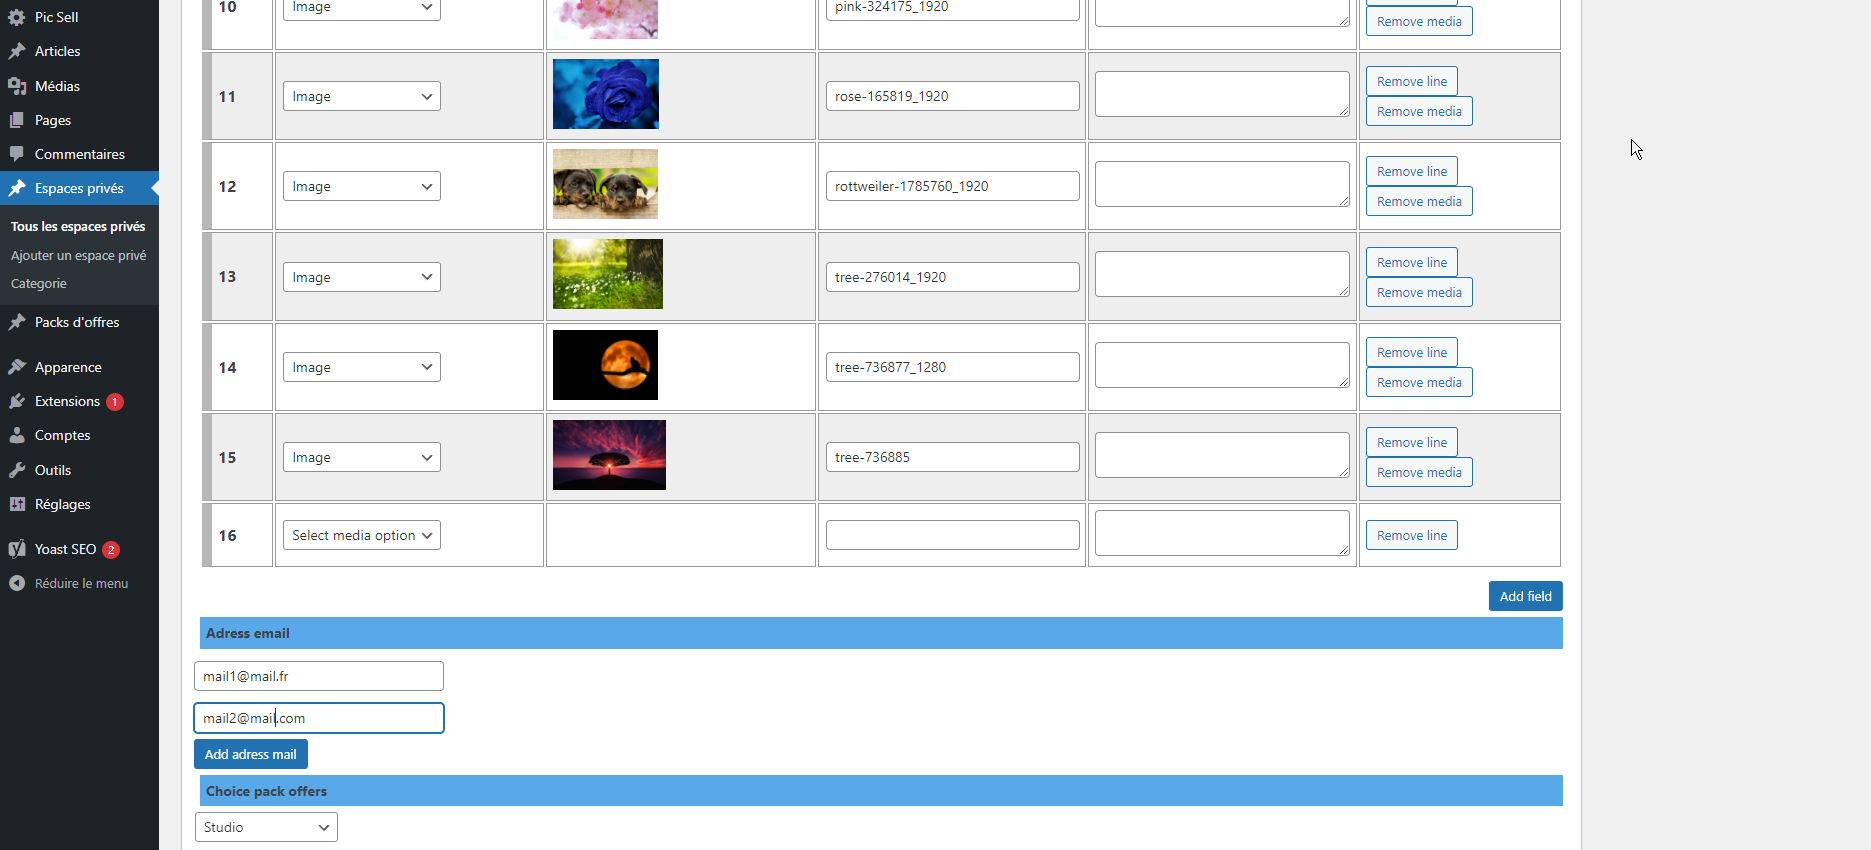 Pic Sell
Articles
Médias
Pages
Commentaires
Espaces privés
Tous les espaces privés
Ajouter un espace privé
Categorie
Packs d'offres
Apparence
Extensions 1
Comptes
Outils
Réglages
Yoast SEO 2
Réduire le menu
10 Image pink-324175_1920
Remove media
11 Image rose-165819_1920 Remove line
Remove media
12 Image rottweiler-1785760_1920 Remove line
Remove media
13 Image tree-276014_1920 Remove line
Remove media
14 Image tree-736877_1280 Remove line
Remove media
15 Image tree-736885 Remove line
Remove media
16 Select media option Remove line
Add field
Adress email
mail1@mail.fr
mail2@mail.com
Add adress mail
Choice pack offers
Studio